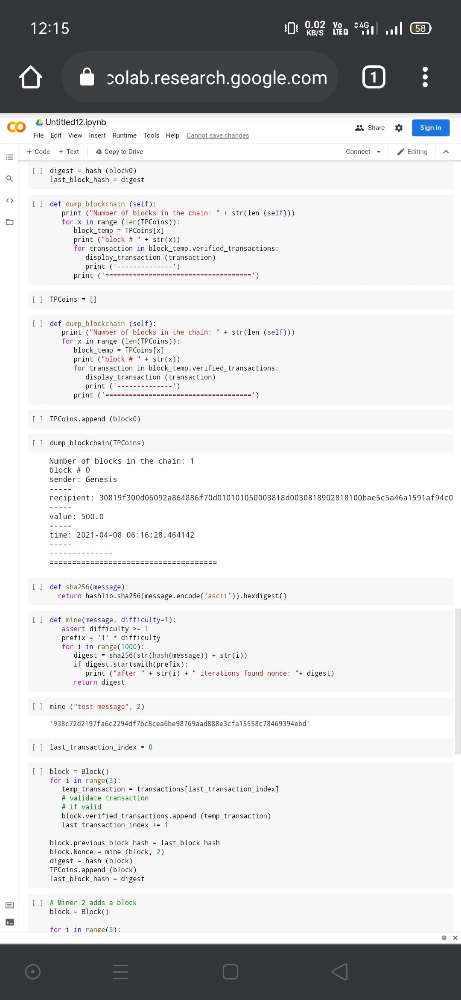 12:15
0.02 KB/S
Vo LTE D
4G
58
colab.research.google.com
1
Untitled12.ipynb
File Edit View Insert Runtime Tools Help Cannot save changes
Share
Sign in
+ Code + Text Copy to Drive
Connect Editing
[ ] digest = hash (block0)
last_block_hash = digest
[ ] def dump_blockchain (self):
print ("Number of blocks in the chain: " + str(len (self)))
for x in range (len(TPCoins)):
block_temp = TPCoins[x]
print ("block # " + str(x))
for transaction in block_temp.verified_transactions:
display_transaction (transaction)
print ('--------------')
print ('=====================================')
[ ] TPCoins = []
[ ] def dump_blockchain (self):
print ("Number of blocks in the chain: " + str(len (self)))
for x in range (len(TPCoins)):
block_temp = TPCoins[x]
print ("block # " + str(x))
for transaction in block_temp.verified_transactions:
display_transaction (transaction)
print ('--------------')
print ('=====================================')
[ ] TPCoins.append (block0)
[ ] dump_blockchain(TPCoins)
Number of blocks in the chain: 1
block # 0
sender: Genesis
-----
recipient: 30819f300d06092a864886f70d010101050003818d0030818902818100bae5c5a46a1591af94c0
-----
value: 500.0
-----
time: 2021-04-08 06:16:28.464142
-----
--------------
=====================================
[ ] def sha256(message):
return hashlib.sha256(message.encode('ascii')).hexdigest()
[ ] def mine(message, difficulty=1):
assert difficulty >= 1
prefix = '1' * difficulty
for i in range(1000):
digest = sha256(str(hash(message)) + str(i))
if digest.startswith(prefix):
print ("after " + str(i) + " iterations found nonce: "+ digest)
return digest
[ ] mine ("test message", 2)
'938c72d2197fa6c2294df7bc8cea6be98769aad888e3cfa15558c78469394ebd'
[ ] last_transaction_index = 0
[ ] block = Block()
for i in range(3):
temp_transaction = transactions[last_transaction_index]
# validate transaction
# if valid
block.verified_transactions.append (temp_transaction)
last_transaction_index += 1
block.previous_block_hash = last_block_hash
block.Nonce = mine (block, 2)
digest = hash (block)
TPCoins.append (block)
last_block_hash = digest
[ ] # Miner 2 adds a block
block = Block()
for i in range(3):